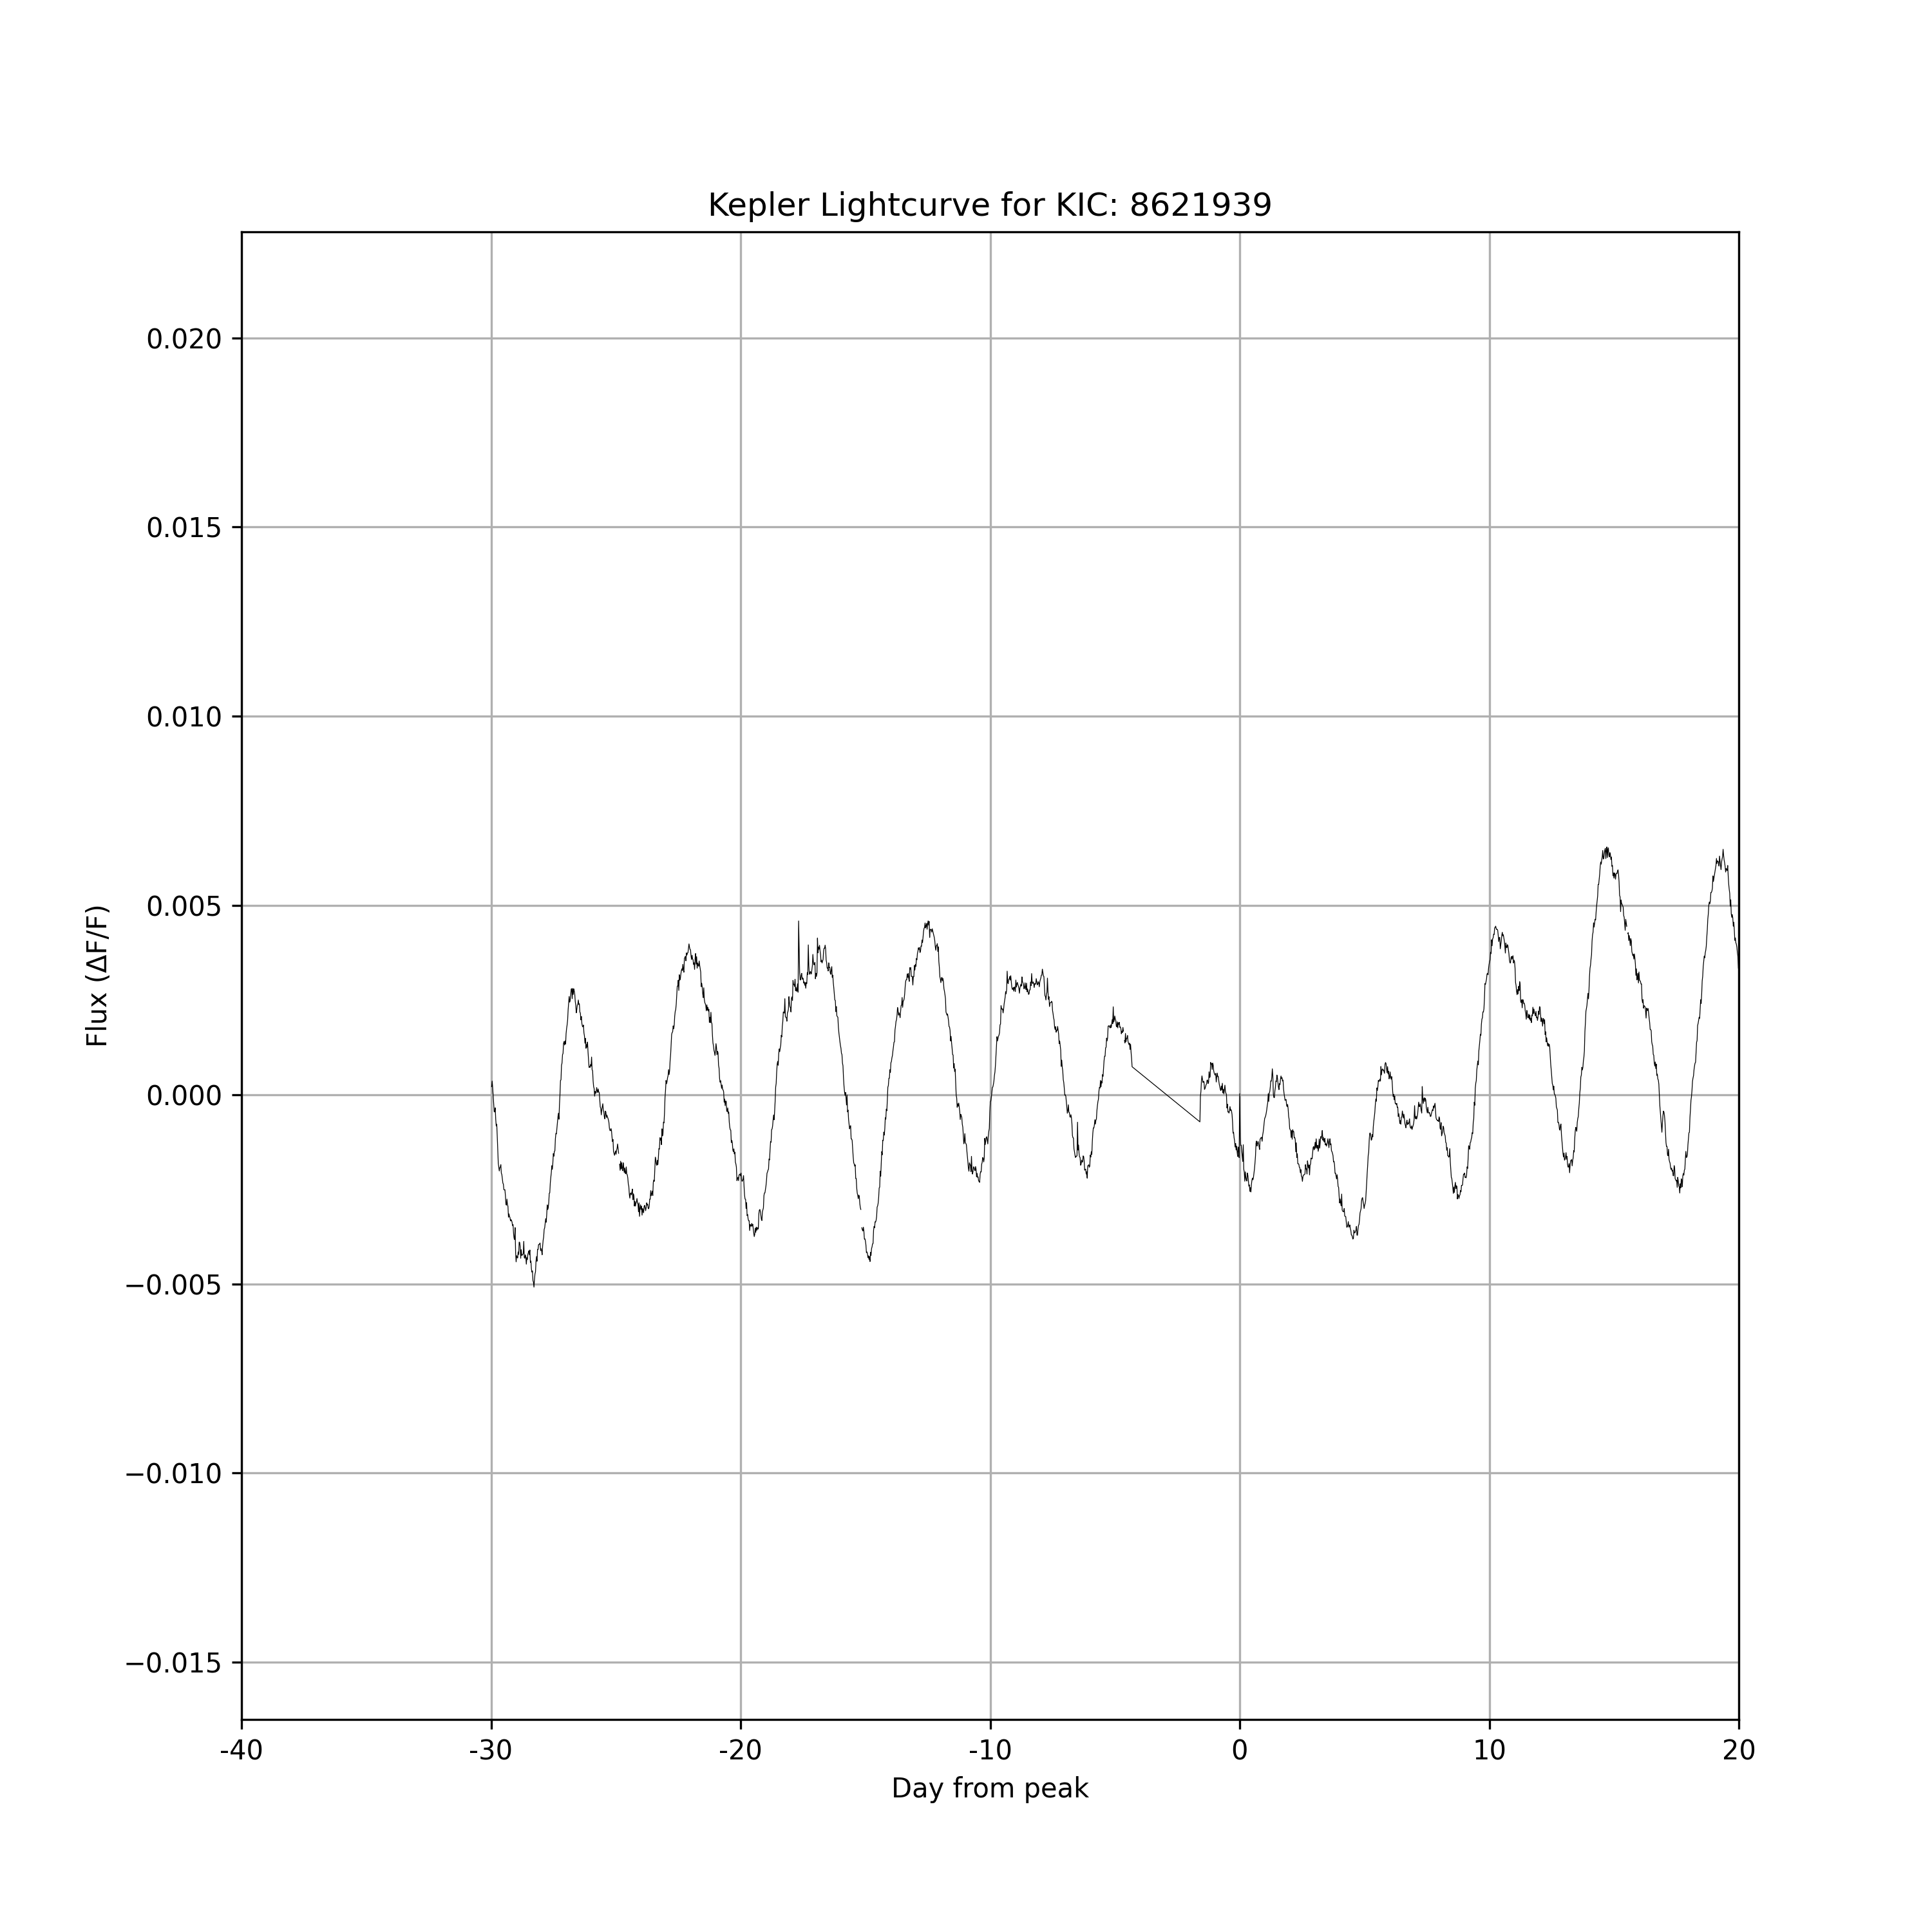 Kepler Lightcurve for KIC: 8621939
0.020
0.015
0.010
0.005
0.000
−0.005
−0.010
−0.015
Flux (ΔF/F)
-40 -30 -20 -10 0 10 20
Day from peak